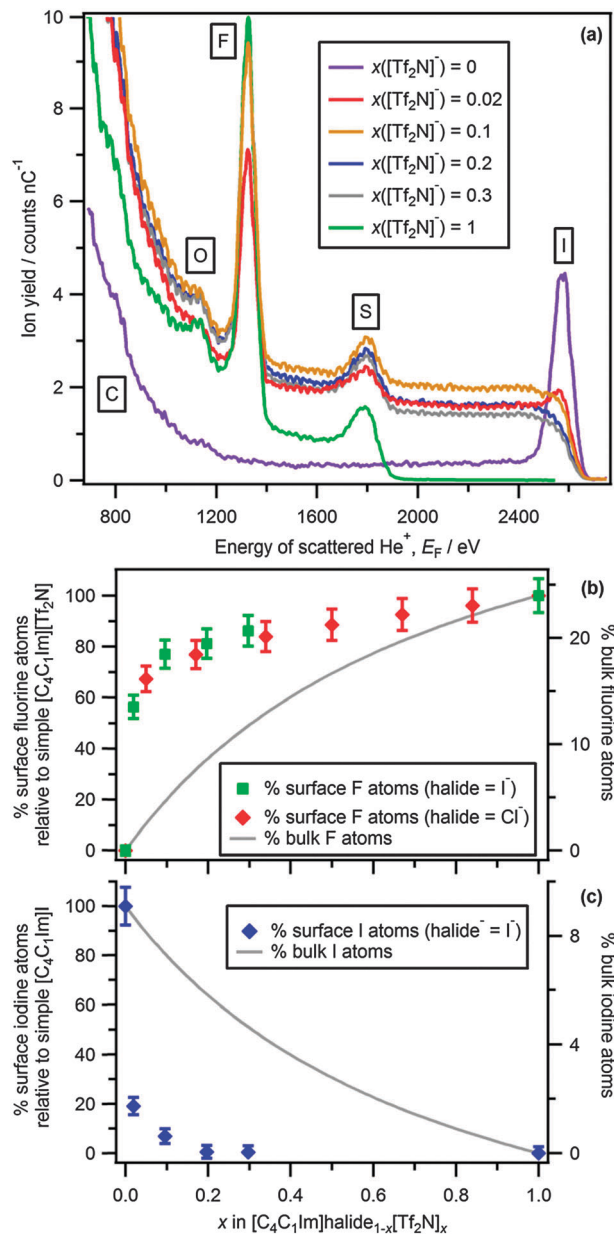 (a)
F
O
S
I
C
x([Tf₂N]⁻) = 0
x([Tf₂N]⁻) = 0.02
x([Tf₂N]⁻) = 0.1
x([Tf₂N]⁻) = 0.2
x([Tf₂N]⁻) = 0.3
x([Tf₂N]⁻) = 1
Ion yield / counts nC⁻¹
10
8
6
4
2
0
800 1200 1600 2000 2400
Energy of scattered He⁺, E_F / eV
(b)
% surface fluorine atoms
relative to simple [C₄C₁Im][Tf₂N]
100
80
60
40
20
0
% surface F atoms (halide = I⁻)
% surface F atoms (halide = Cl⁻)
% bulk F atoms
20
10
0
% bulk fluorine atoms
(c)
% surface iodine atoms
relative to simple [C₄C₁Im]I
100
80
60
40
20
0
% surface I atoms (halide⁻ = I⁻)
% bulk I atoms
8
4
0
% bulk iodine atoms
0.0 0.2 0.4 0.6 0.8 1.0
x in [C₄C₁Im]halide₁₋ₓ[Tf₂N]ₓ